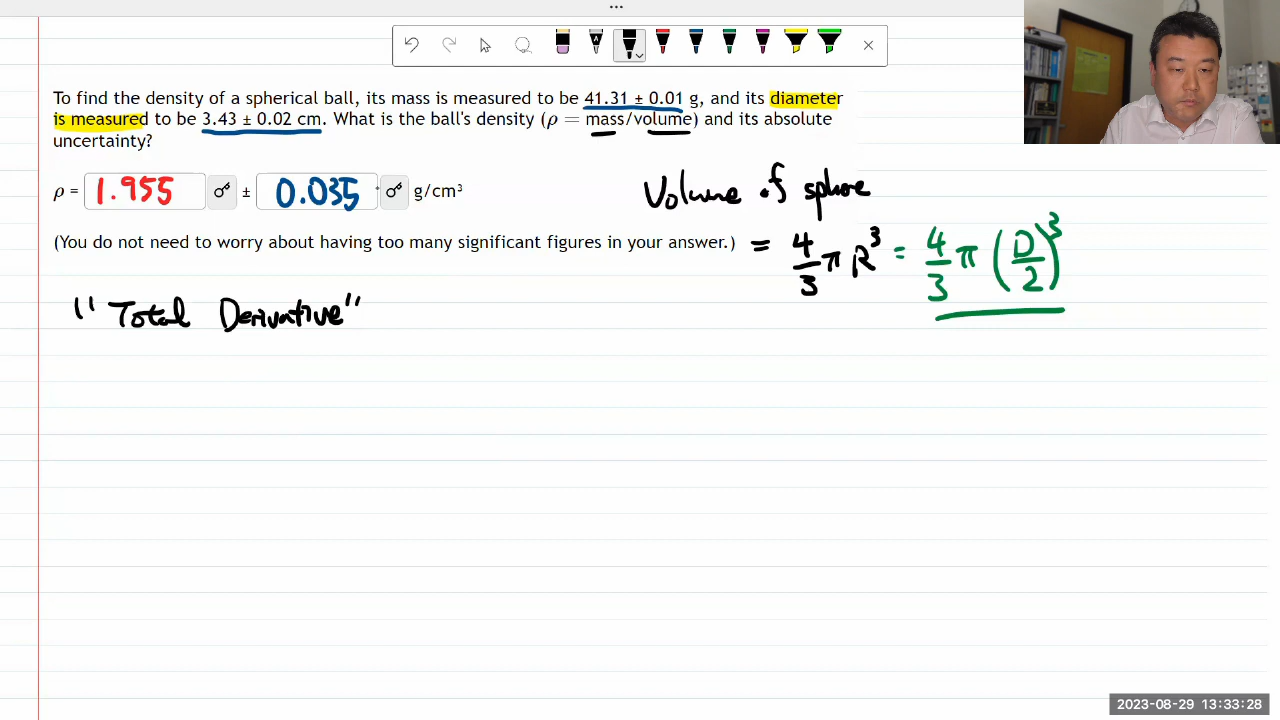 To find the density of a spherical ball, its mass is measured to be 41.31 ± 0.01 g, and its diameter
is measured to be 3.43 ± 0.02 cm. What is the ball's density (ρ = mass/volume) and its absolute
uncertainty?
ρ = 1.955 ± 0.035 g/cm³
Volume of sphere
(You do not need to worry about having too many significant figures in your answer.) = 4/3 π R³ = 4/3 π (D/2)³
"Total Derivative"
2023-08-29 13:33:28